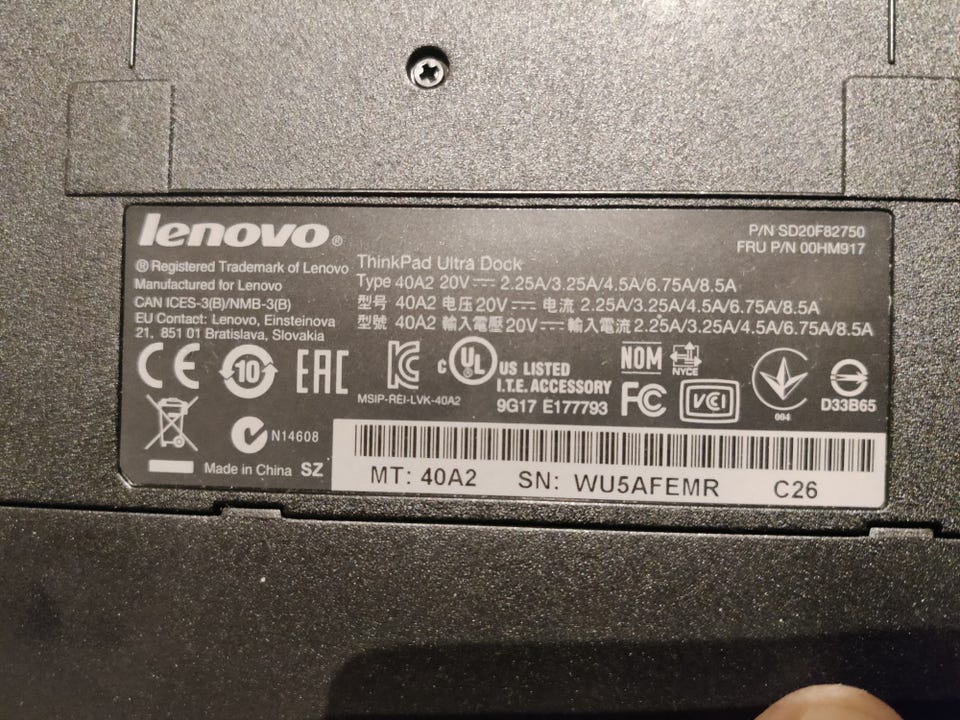 lenovo®
P/N SD20F82750
FRU P/N 00HM917
® Registered Trademark of Lenovo
Manufactured for Lenovo
CAN ICES-3(B)/NMB-3(B)
EU Contact: Lenovo, Einsteinova
21, 851 01 Bratislava, Slovakia
ThinkPad Ultra Dock
Type 40A2 20V⎓ 2.25A/3.25A/4.5A/6.75A/8.5A
型号 40A2 电压20V⎓ 电流 2.25A/3.25A/4.5A/6.75A/8.5A
型號 40A2 輸入電壓20V⎓輸入電流2.25A/3.25A/4.5A/6.75A/8.5A
CE
10
EAC
MSIP-REI-LVK-40A2
c UL US LISTED
I.T.E. ACCESSORY
9G17 E177793
NOM
NYCE
FC
VCI
004
D33B65
N14608
Made in China SZ
MT: 40A2 SN: WU5AFEMR C26